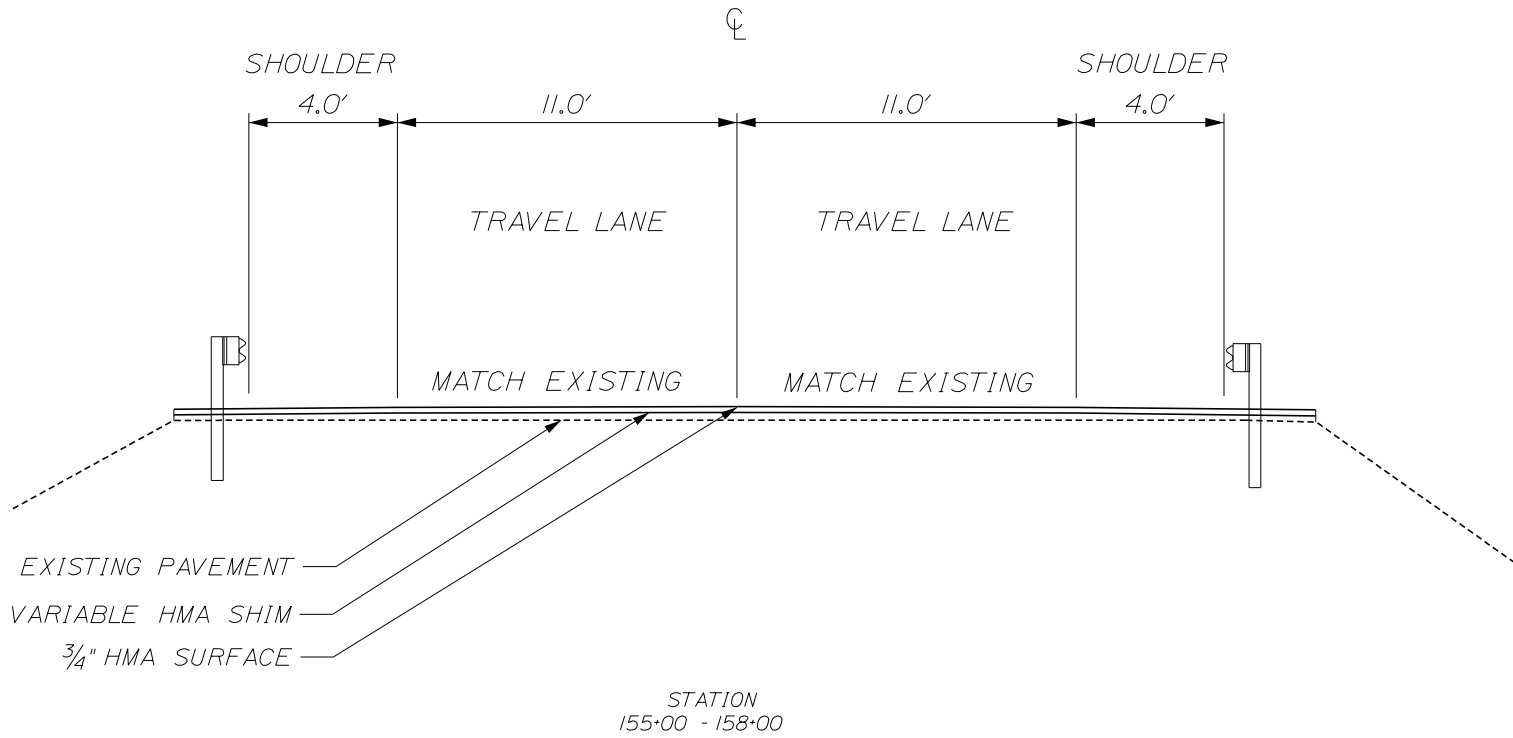 ℄
SHOULDER SHOULDER
4.0' 11.0' 11.0' 4.0'
TRAVEL LANE TRAVEL LANE
MATCH EXISTING MATCH EXISTING
EXISTING PAVEMENT
VARIABLE HMA SHIM
3/4" HMA SURFACE
STATION
155+00 - 158+00